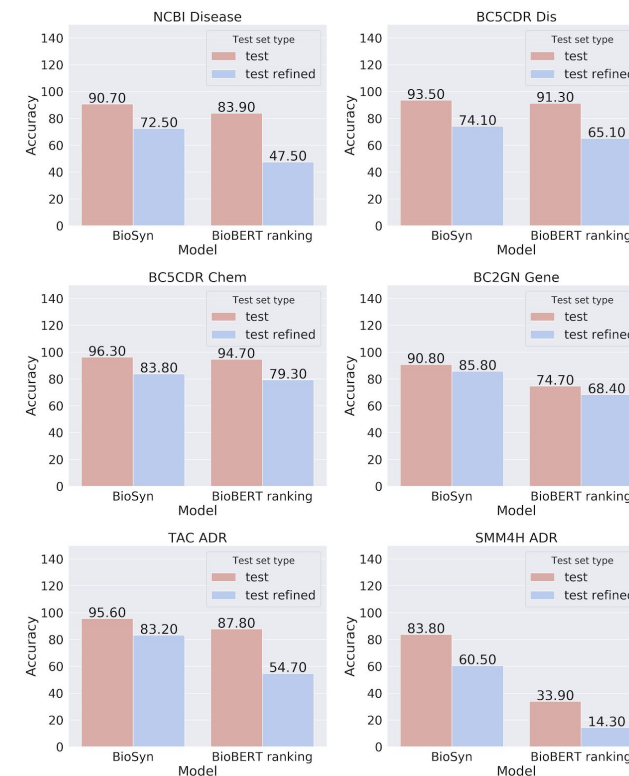 NCBI Disease
140
120
100
80
60
40
20
0
Accuracy
Test set type
test
test refined
90.70
72.50
83.90
47.50
BioSyn
BioBERT ranking
Model
BC5CDR Dis
140
120
100
80
60
40
20
0
Accuracy
Test set type
test
test refined
93.50
74.10
91.30
65.10
BioSyn
BioBERT ranking
Model
BC5CDR Chem
140
120
100
80
60
40
20
0
Accuracy
Test set type
test
test refined
96.30
83.80
94.70
79.30
BioSyn
BioBERT ranking
Model
BC2GN Gene
140
120
100
80
60
40
20
0
Accuracy
Test set type
test
test refined
90.80
85.80
74.70
68.40
BioSyn
BioBERT ranking
Model
TAC ADR
140
120
100
80
60
40
20
0
Accuracy
Test set type
test
test refined
95.60
83.20
87.80
54.70
BioSyn
BioBERT ranking
Model
SMM4H ADR
140
120
100
80
60
40
20
0
Accuracy
Test set type
test
test refined
83.80
60.50
33.90
14.30
BioSyn
BioBERT ranking
Model